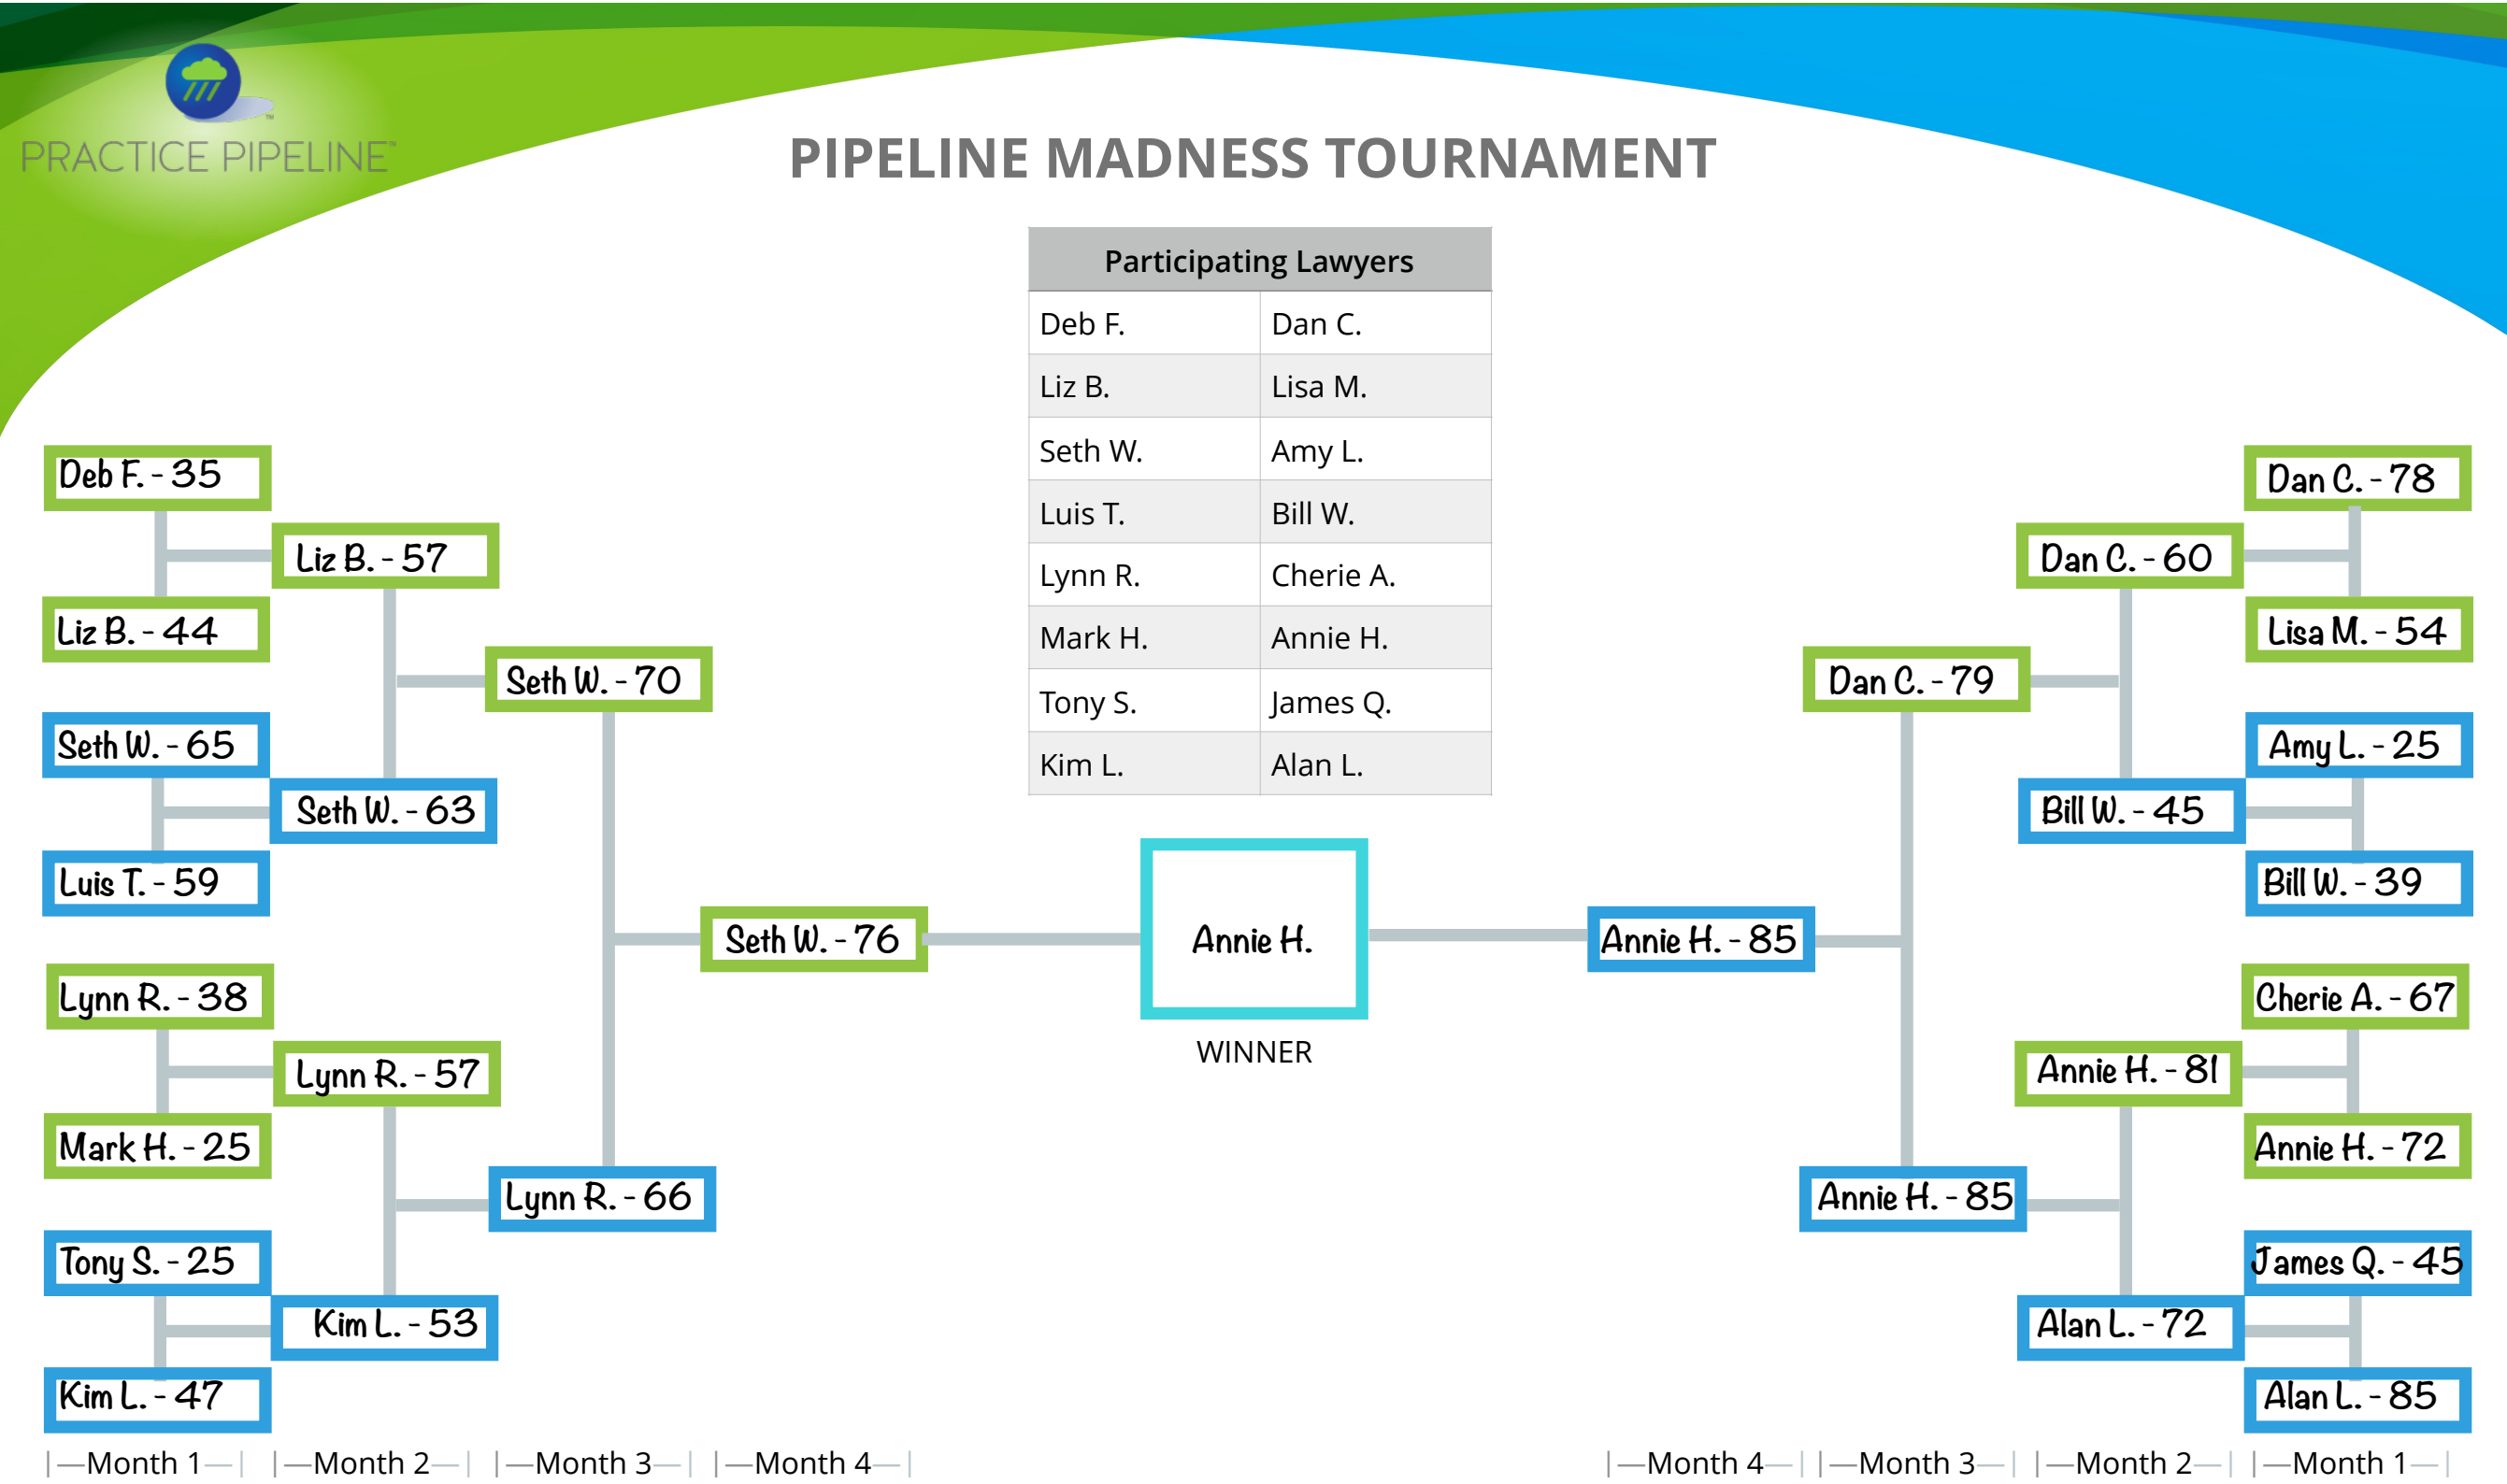 PRACTICE PIPELINE™
PIPELINE MADNESS TOURNAMENT
Participating Lawyers
Deb F. Dan C.
Liz B. Lisa M.
Seth W. Amy L.
Luis T. Bill W.
Lynn R. Cherie A.
Mark H. Annie H.
Tony S. James Q.
Kim L. Alan L.
Deb F. - 35
Liz B. - 44
Seth W. - 65
Luis T. - 59
Lynn R. - 38
Mark H. - 25
Tony S. - 25
Kim L. - 47
Liz B. - 57
Seth W. - 63
Lynn R. - 57
Kim L. - 53
Seth W. - 70
Lynn R. - 66
Seth W. - 76
Annie H.
WINNER
Annie H. - 85
Dan C. - 79
Annie H. - 85
Dan C. - 60
Bill W. - 45
Annie H. - 81
Alan L. - 72
Dan C. - 78
Lisa M. - 54
Amy L. - 25
Bill W. - 39
Cherie A. - 67
Annie H. - 72
James Q. - 45
Alan L. - 85
|—Month 1—| |—Month 2—| |—Month 3—| |—Month 4—| |—Month 4—| |—Month 3—| |—Month 2—| |—Month 1—|